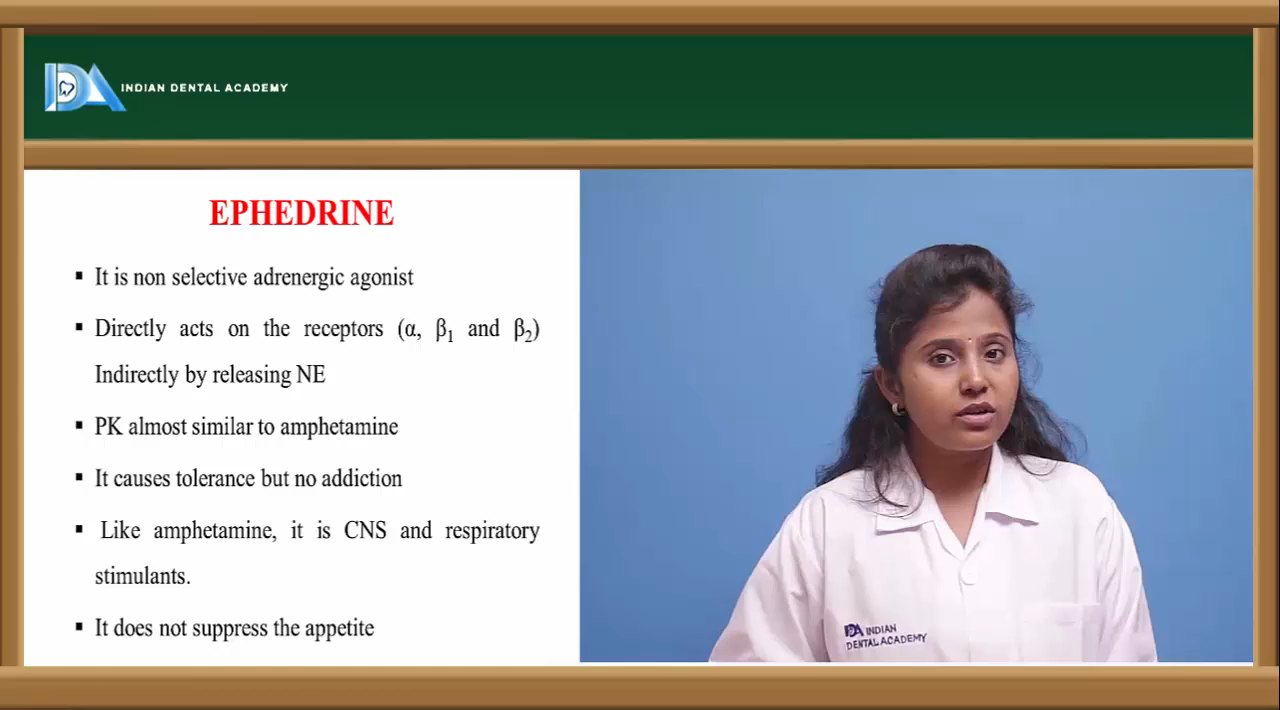 INDIAN DENTAL ACADEMY
EPHEDRINE
▪ It is non selective adrenergic agonist
▪ Directly acts on the receptors (α, β₁ and β₂)
Indirectly by releasing NE
▪ PK almost similar to amphetamine
▪ It causes tolerance but no addiction
▪ Like amphetamine, it is CNS and respiratory
stimulants.
▪ It does not suppress the appetite
IDA INDIAN
DENTAL ACADEMY